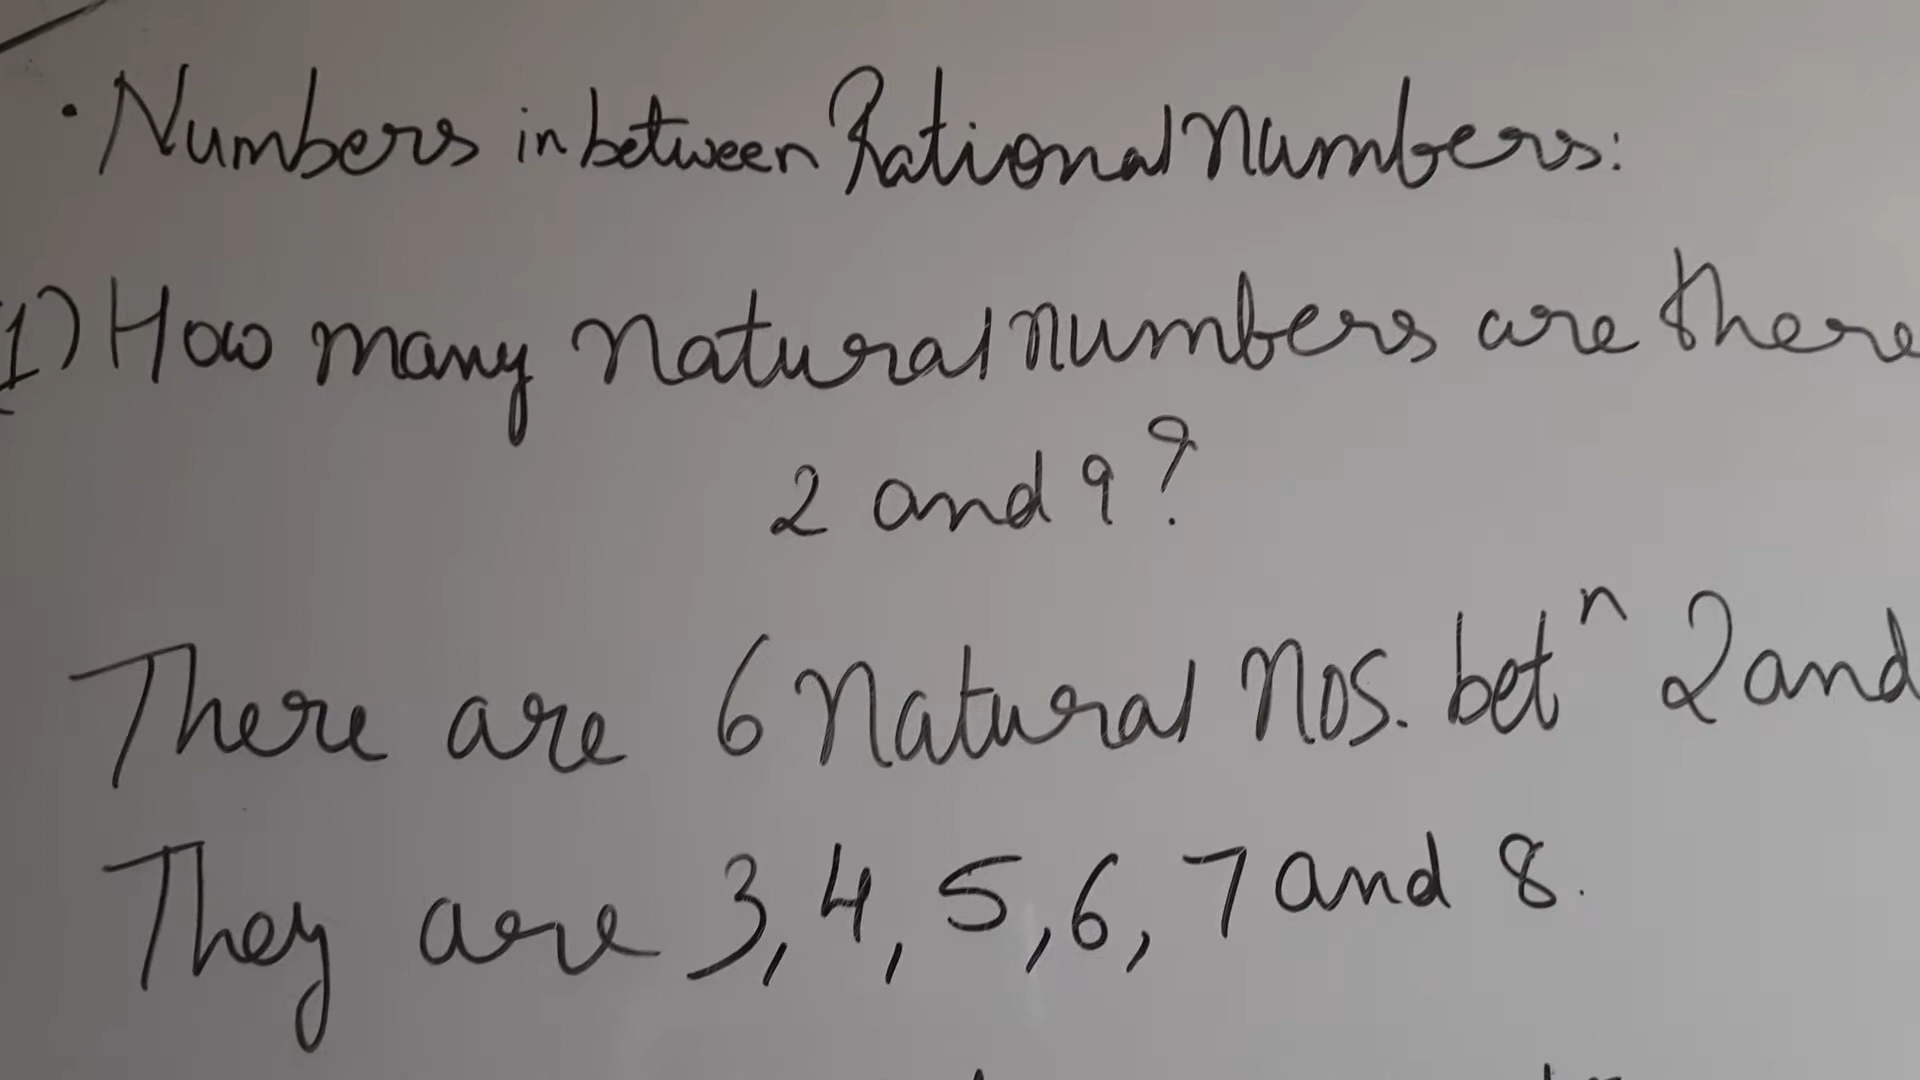 · Numbers in between Rational Numbers:
1) How many natural numbers are there
2 and 9?
There are 6 Natural Nos. betⁿ 2 and
They are 3, 4, 5, 6, 7 and 8.